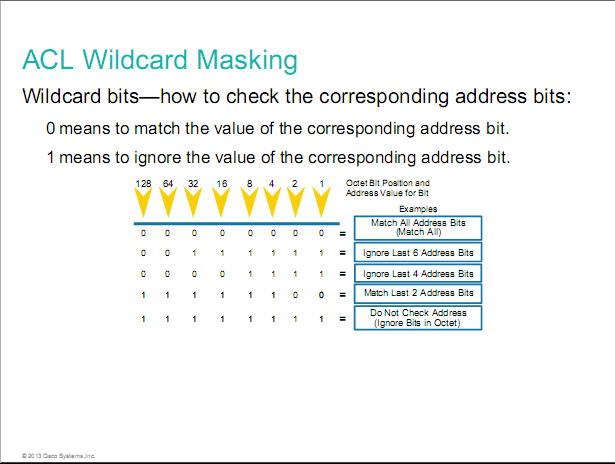 ACL Wildcard Masking
Wildcard bits—how to check the corresponding address bits:
0 means to match the value of the corresponding address bit.
1 means to ignore the value of the corresponding address bit.
128 64 32 16 8 4 2 1 Octet Bit Position and
Address Value for Bit
Examples
0 0 0 0 0 0 0 0 = Match All Address Bits
(Match All)
0 0 1 1 1 1 1 1 = Ignore Last 6 Address Bits
0 0 0 0 1 1 1 1 = Ignore Last 4 Address Bits
1 1 1 1 1 1 0 0 = Match Last 2 Address Bits
1 1 1 1 1 1 1 1 = Do Not Check Address
(Ignore Bits in Octet)
© 2013 Cisco Systems, Inc.